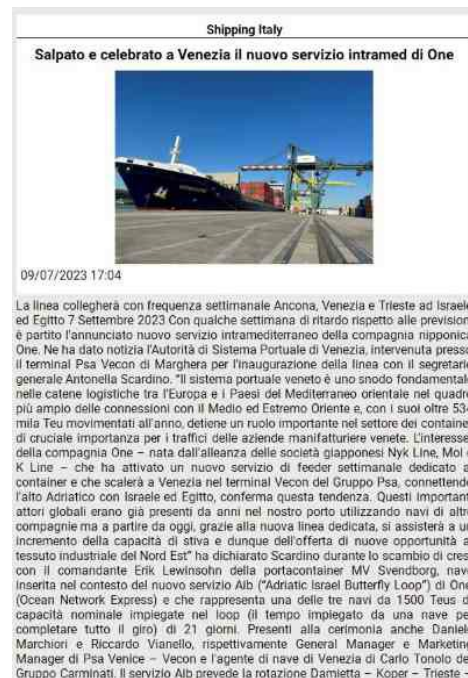 Shipping Italy
Salpato e celebrato a Venezia il nuovo servizio intramed di One
09/07/2023 17:04
La linea collegherà con frequenza settimanale Ancona, Venezia e Trieste ad Israele
ed Egitto 7 Settembre 2023 Con qualche settimana di ritardo rispetto alle previsioni
è partito l'annunciato nuovo servizio intramediterraneo della compagnia nipponica
One. Ne ha dato notizia l'Autorità di Sistema Portuale di Venezia, intervenuta presso
il terminal Psa Vecon di Marghera per l'inaugurazione della linea con il segretario
generale Antonella Scardino. "Il sistema portuale veneto è uno snodo fondamentale
nelle catene logistiche tra l'Europa e i Paesi del Mediterraneo orientale nel quadro
più ampio delle connessioni con il Medio ed Estremo Oriente e, con i suoi oltre 534
mila Teu movimentati all'anno, detiene un ruolo importante nel settore dei container
di cruciale importanza per i traffici delle aziende manifatturiere venete. L'interesse
della compagnia One – nata dall'alleanza delle società giapponesi Nyk Line, Mol e
K Line – che ha attivato un nuovo servizio di feeder settimanale dedicato ai
container e che scalerà a Venezia nel terminal Vecon del Gruppo Psa, connettendo
l'alto Adriatico con Israele ed Egitto, conferma questa tendenza. Questi importanti
attori globali erano già presenti da anni nel nostro porto utilizzando navi di altre
compagnie ma a partire da oggi, grazie alla nuova linea dedicata, si assisterà a un
incremento della capacità di stiva e dunque dell'offerta di nuove opportunità al
tessuto industriale del Nord Est" ha dichiarato Scardino durante lo scambio di crest
con il comandante Erik Lewinsohn della portacontainer MV Svendborg, nave
inserita nel contesto del nuovo servizio Aib ("Adriatic Israel Butterfly Loop") di One
(Ocean Network Express) e che rappresenta una delle tre navi da 1500 Teus di
capacità nominale impiegate nel loop (il tempo impiegato da una nave per
completare tutto il giro) di 21 giorni. Presenti alla cerimonia anche Daniele
Marchiori e Riccardo Vianello, rispettivamente General Manager e Marketing
Manager di Psa Venice – Vecon e l'agente di nave di Venezia di Carlo Tonolo del
Gruppo Carminati. Il servizio Aib prevede la rotazione Damietta – Koper – Trieste –